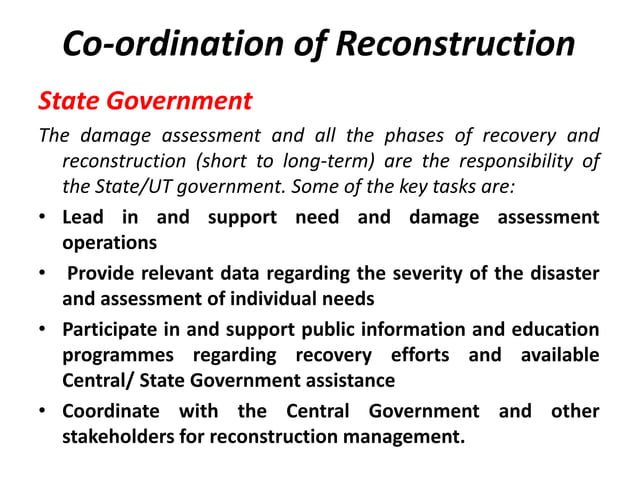 Co-ordination of Reconstruction
State Government
The damage assessment and all the phases of recovery and
reconstruction (short to long-term) are the responsibility of
the State/UT government. Some of the key tasks are:
• Lead in and support need and damage assessment
operations
• Provide relevant data regarding the severity of the disaster
and assessment of individual needs
• Participate in and support public information and education
programmes regarding recovery efforts and available
Central/ State Government assistance
• Coordinate with the Central Government and other
stakeholders for reconstruction management.